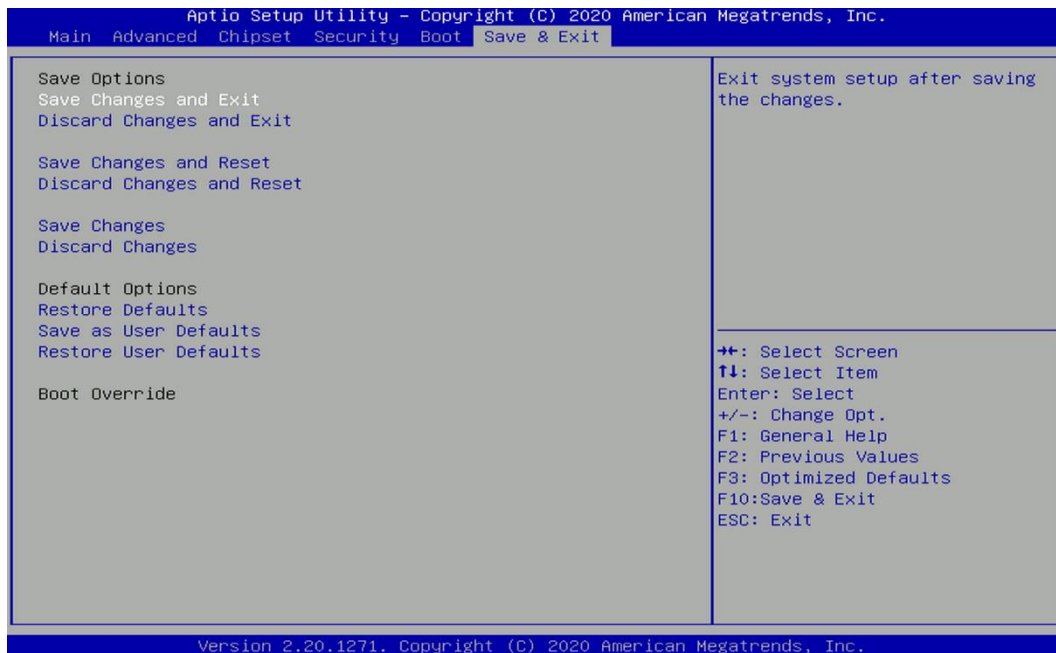 Aptio Setup Utility – Copyright (C) 2020 American Megatrends, Inc.
Main Advanced Chipset Security Boot Save & Exit
Save Options
Save Changes and Exit
Discard Changes and Exit
Save Changes and Reset
Discard Changes and Reset
Save Changes
Discard Changes
Default Options
Restore Defaults
Save as User Defaults
Restore User Defaults
Boot Override
Exit system setup after saving
the changes.
→←: Select Screen
↑↓: Select Item
Enter: Select
+/-: Change Opt.
F1: General Help
F2: Previous Values
F3: Optimized Defaults
F10:Save & Exit
ESC: Exit
Version 2.20.1271. Copyright (C) 2020 American Megatrends, Inc.